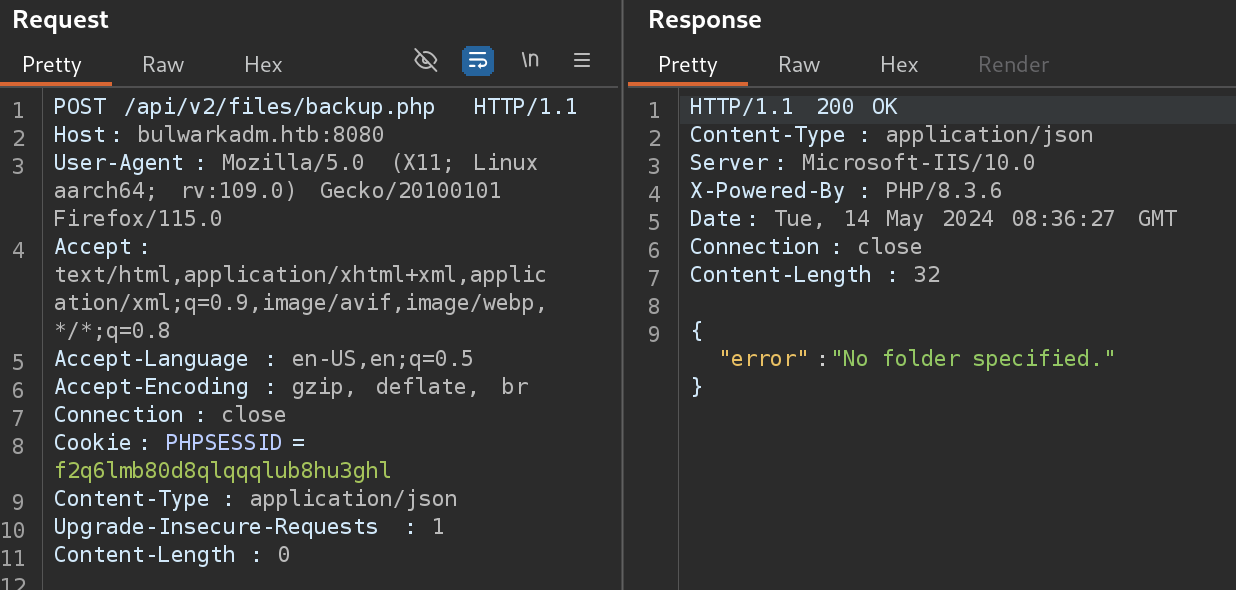 Request
Pretty Raw Hex \n
1 POST /api/v2/files/backup.php HTTP/1.1
2 Host: bulwarkadm.htb:8080
3 User-Agent : Mozilla/5.0 (X11; Linux
aarch64; rv:109.0) Gecko/20100101
Firefox/115.0
4 Accept :
text/html,application/xhtml+xml,applic
ation/xml;q=0.9,image/avif,image/webp,
*/*;q=0.8
5 Accept-Language : en-US,en;q=0.5
6 Accept-Encoding : gzip, deflate, br
7 Connection : close
8 Cookie : PHPSESSID =
f2q6lmb80d8qlqqqlub8hu3ghl
9 Content-Type : application/json
10 Upgrade-Insecure-Requests : 1
11 Content-Length : 0
12
Response
Pretty Raw Hex Render
1 HTTP/1.1 200 OK
2 Content-Type : application/json
3 Server : Microsoft-IIS/10.0
4 X-Powered-By : PHP/8.3.6
5 Date : Tue, 14 May 2024 08:36:27 GMT
6 Connection : close
7 Content-Length : 32
8
9 {
"error" :"No folder specified."
}